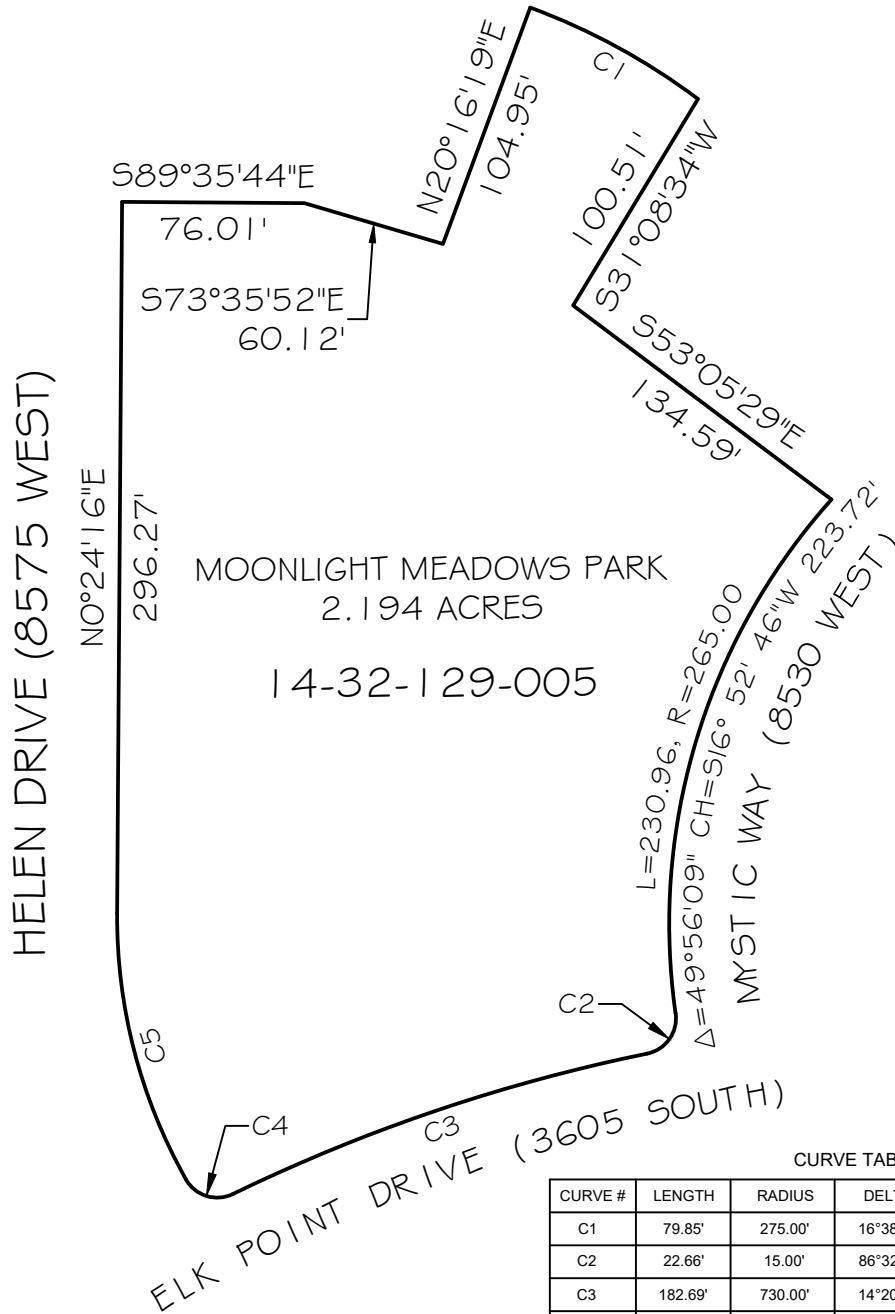 C1
N20°16'19"E
104.95'
S89°35'44"E
76.01'
100.51'
S31°08'34"W
S73°35'52"E
60.12'
S53°05'29"E
134.59'
HELEN DRIVE (8575 WEST)
N0°24'16"E
296.27'
MOONLIGHT MEADOWS PARK
2.194 ACRES
14-32-129-005
L=230.96, R=265.00
Δ=49°56'09" CH=S16° 52' 46"W 223.72'
MYSTIC WAY (8530 WEST)
C2
C5
C4
C3
ELK POINT DRIVE (3605 SOUTH)
CURVE TAB
CURVE # LENGTH RADIUS DELT
C1 79.85' 275.00' 16°38
C2 22.66' 15.00' 86°32
C3 182.69' 730.00' 14°20